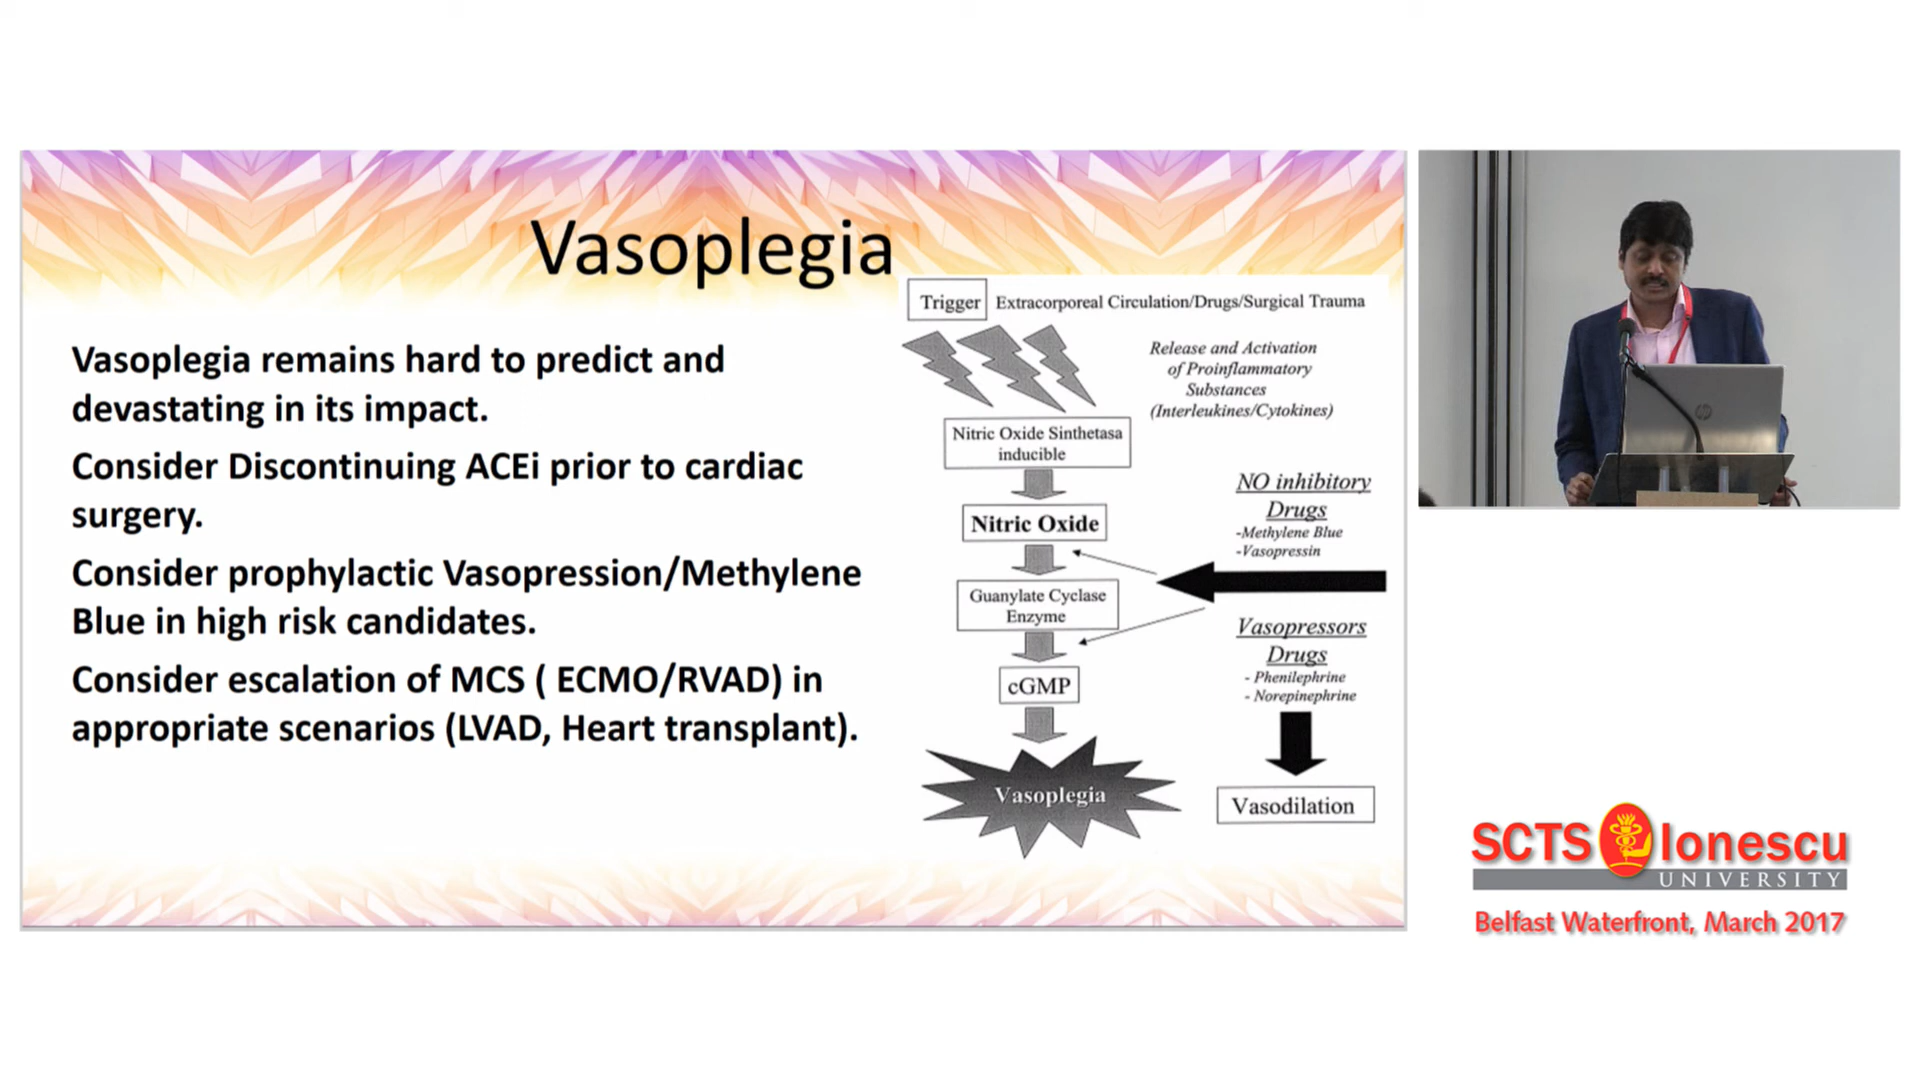 Vasoplegia
Vasoplegia remains hard to predict and
devastating in its impact.
Consider Discontinuing ACEi prior to cardiac
surgery.
Consider prophylactic Vasopression/Methylene
Blue in high risk candidates.
Consider escalation of MCS ( ECMO/RVAD) in
appropriate scenarios (LVAD, Heart transplant).
Trigger
Extracorporeal Circulation/Drugs/Surgical Trauma
Release and Activation
of Proinflammatory
Substances
(Interleukines/Cytokines)
Nitric Oxide Sinthetasa
inducible
Nitric Oxide
Guanylate Cyclase
Enzyme
cGMP
Vasoplegia
NO inhibitory
Drugs
-Methylene Blue
-Vasopressin
Vasopressors
Drugs
- Phenilephrine
- Norepinephrine
Vasodilation
hp
SCTS Ionescu
UNIVERSITY
Belfast Waterfront, March 2017